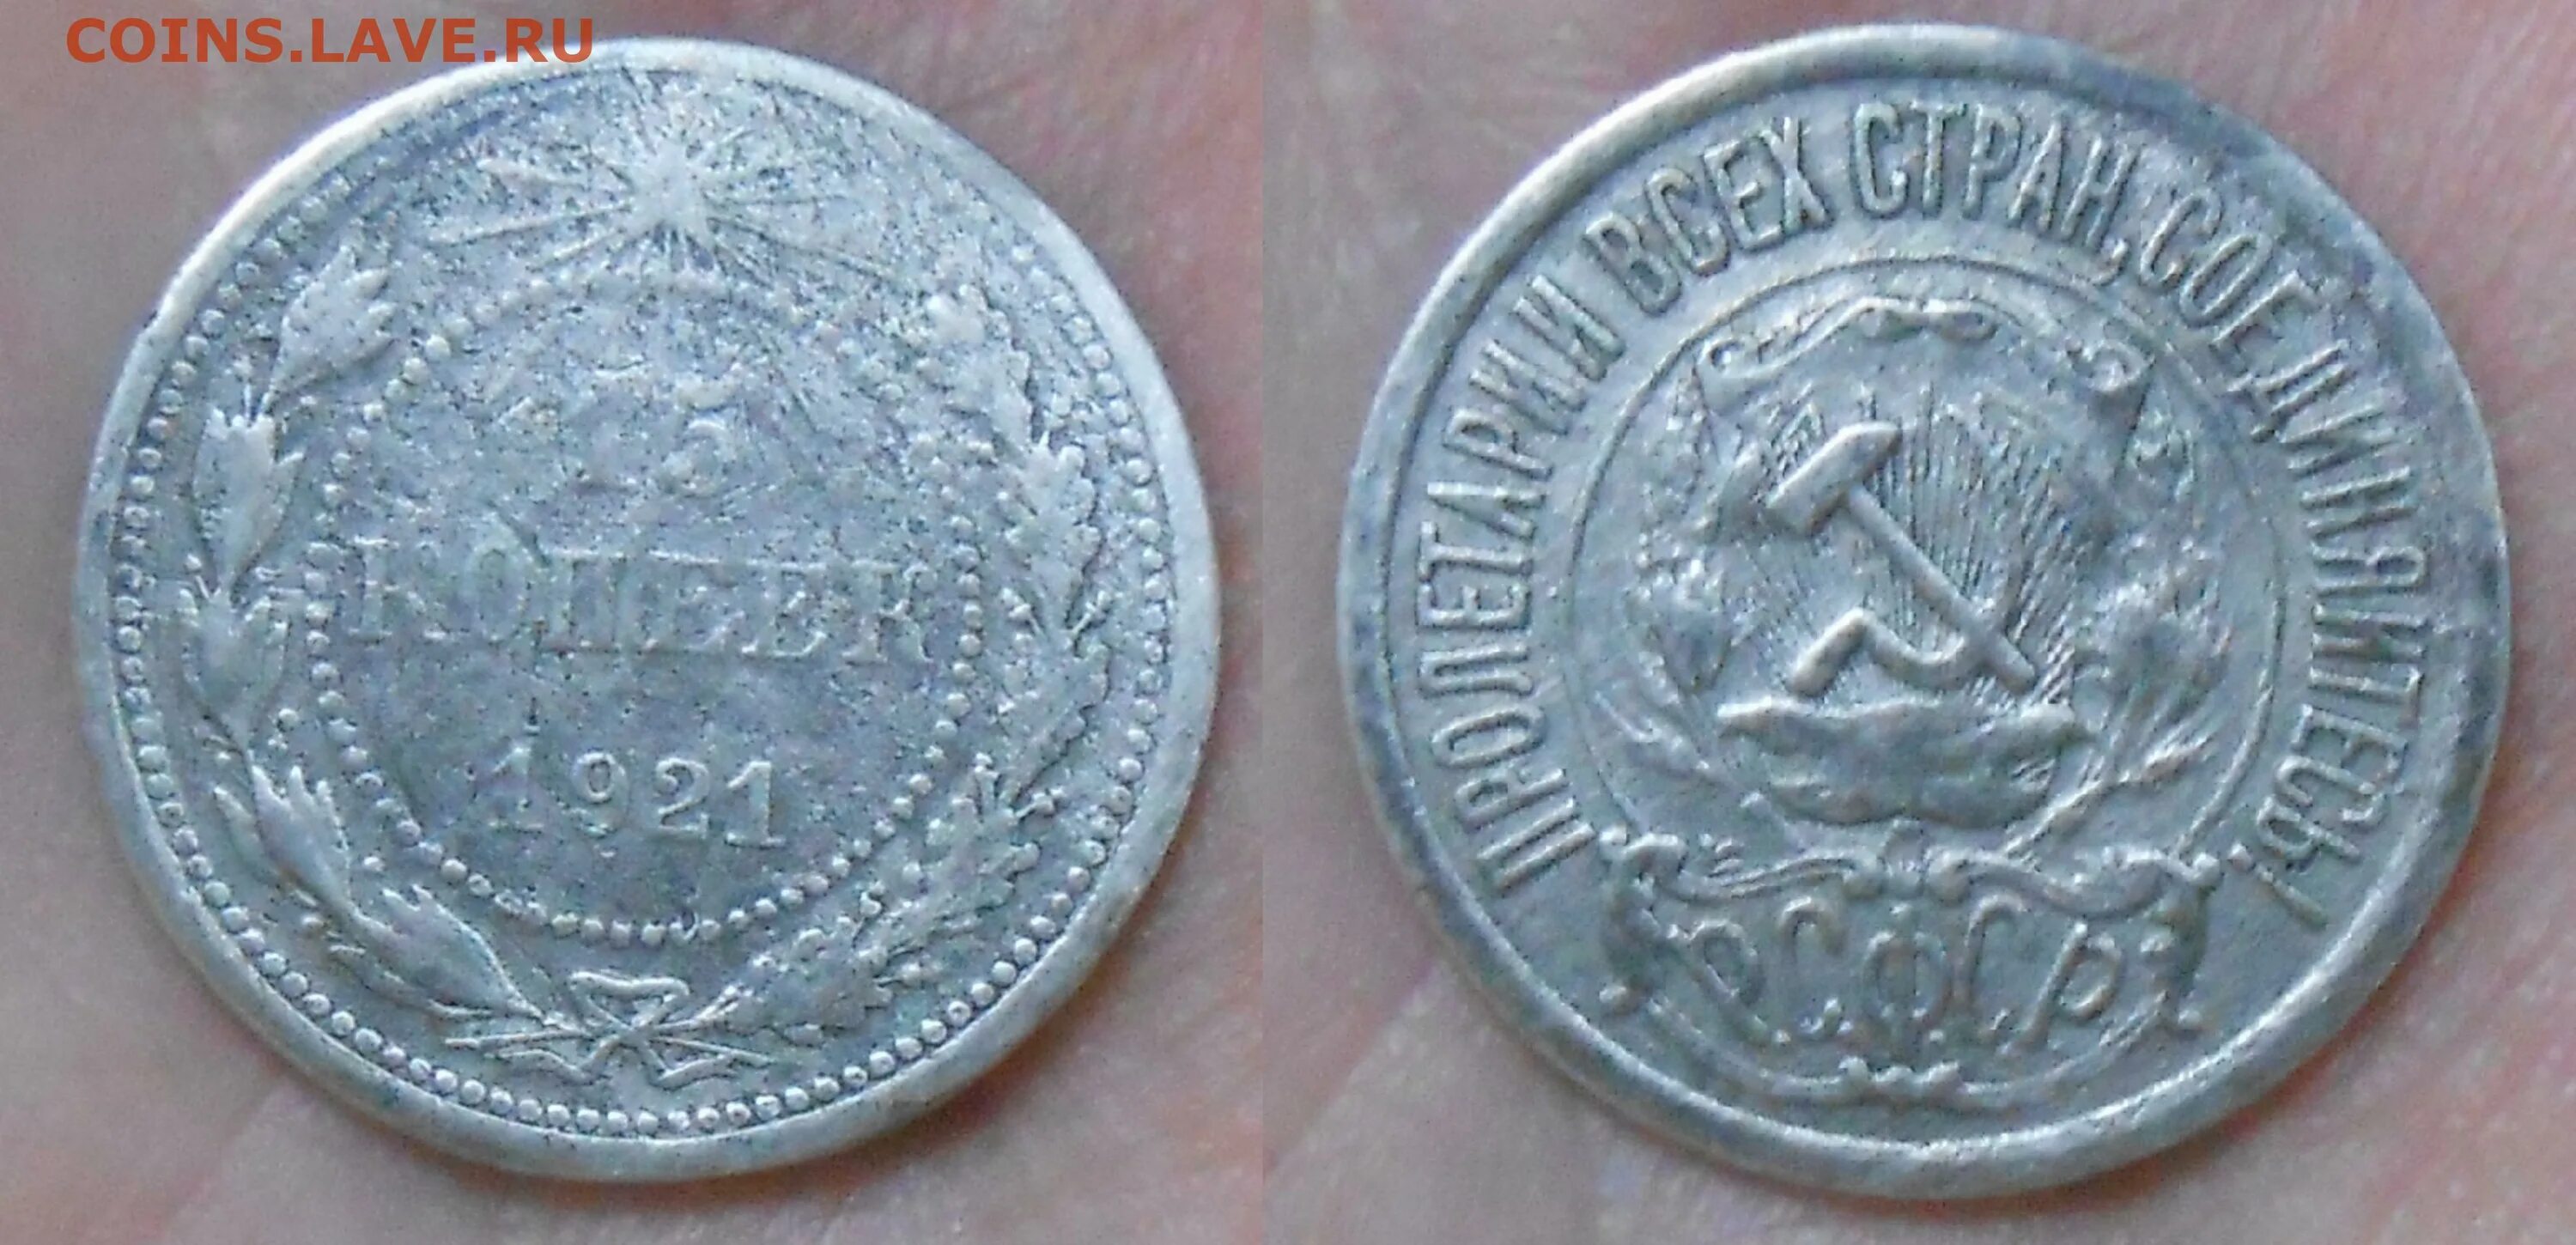 COINS.LAVE.RU
15
КОПЕЕК
1921
ПРОЛЕТАРИИ ВСЕХ СТРАН, СОЕДИНЯЙТЕСЬ!
Р.С.Ф.С.Р.